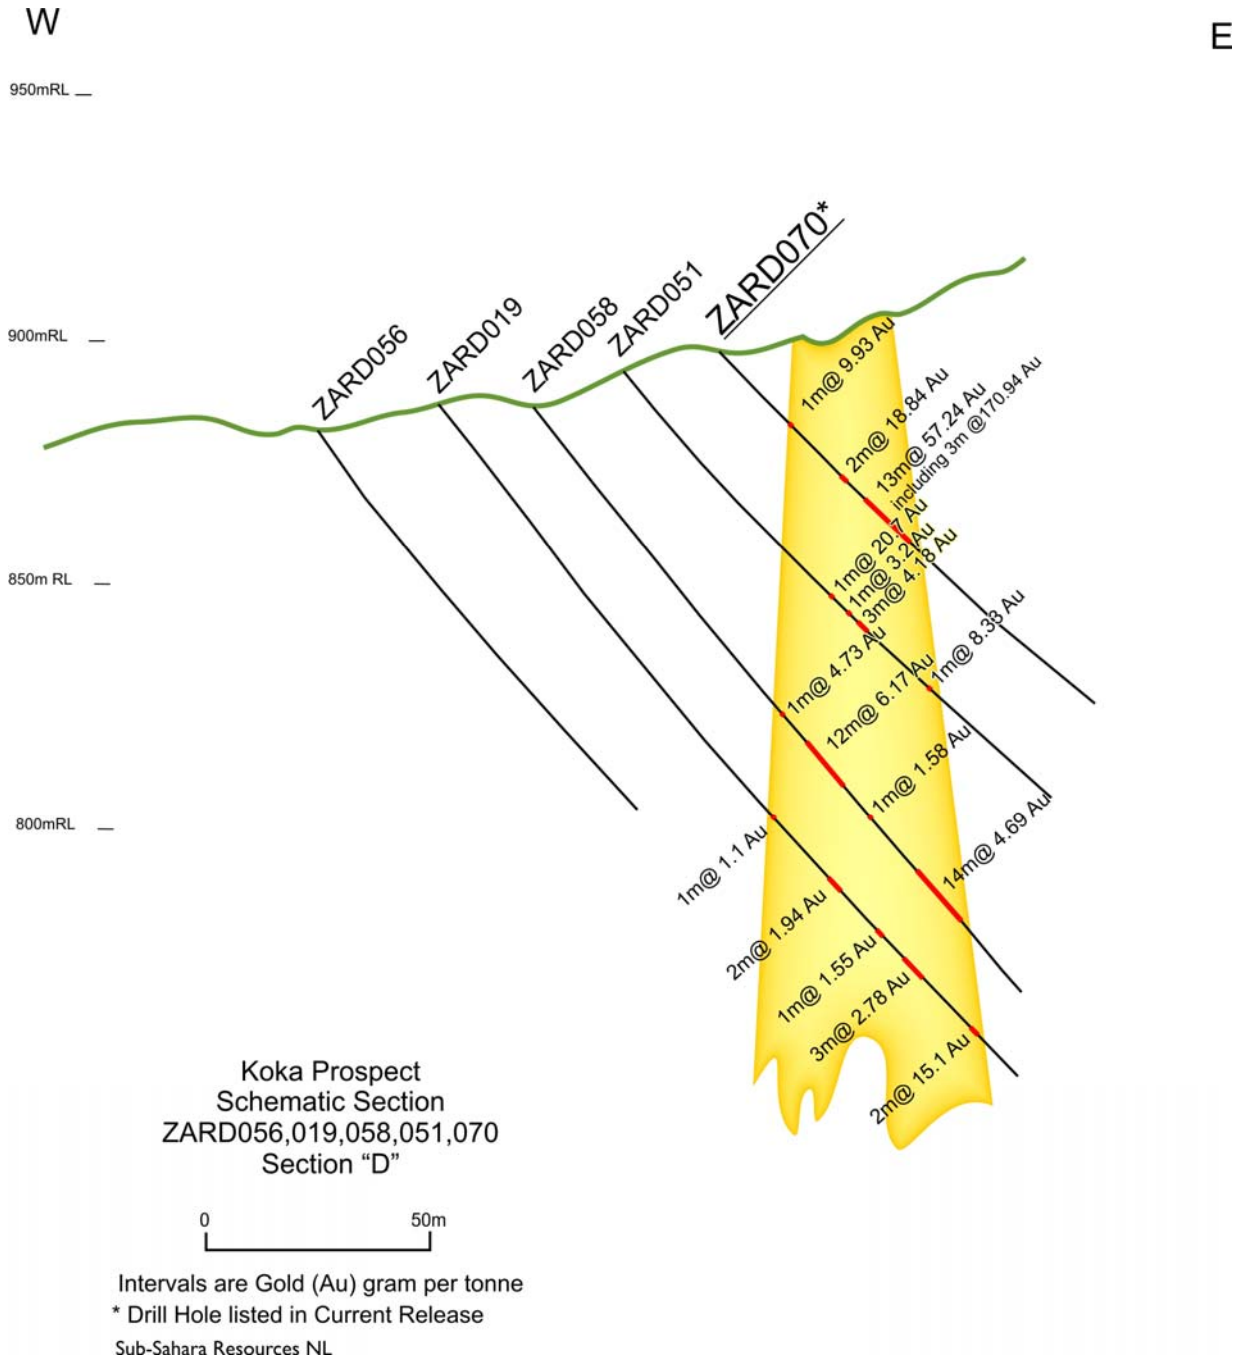 W
E
950mRL
900mRL
850m RL
800mRL
ZARD056
ZARD019
ZARD058
ZARD051
ZARD070*
1m@ 9.93 Au
2m@ 18.84 Au
13m@ 57.24 Au
including 3m @170.94 Au
1m@ 20.7 Au
1m@ 3.2 Au
3m@ 4.18 Au
1m@ 8.33 Au
1m@ 4.73 Au
12m@ 6.17 Au
1m@ 1.58 Au
14m@ 4.69 Au
1m@ 1.1 Au
2m@ 1.94 Au
1m@ 1.55 Au
3m@ 2.78 Au
2m@ 15.1 Au
Koka Prospect
Schematic Section
ZARD056,019,058,051,070
Section “D”
0 50m
Intervals are Gold (Au) gram per tonne
* Drill Hole listed in Current Release
Sub-Sahara Resources NL